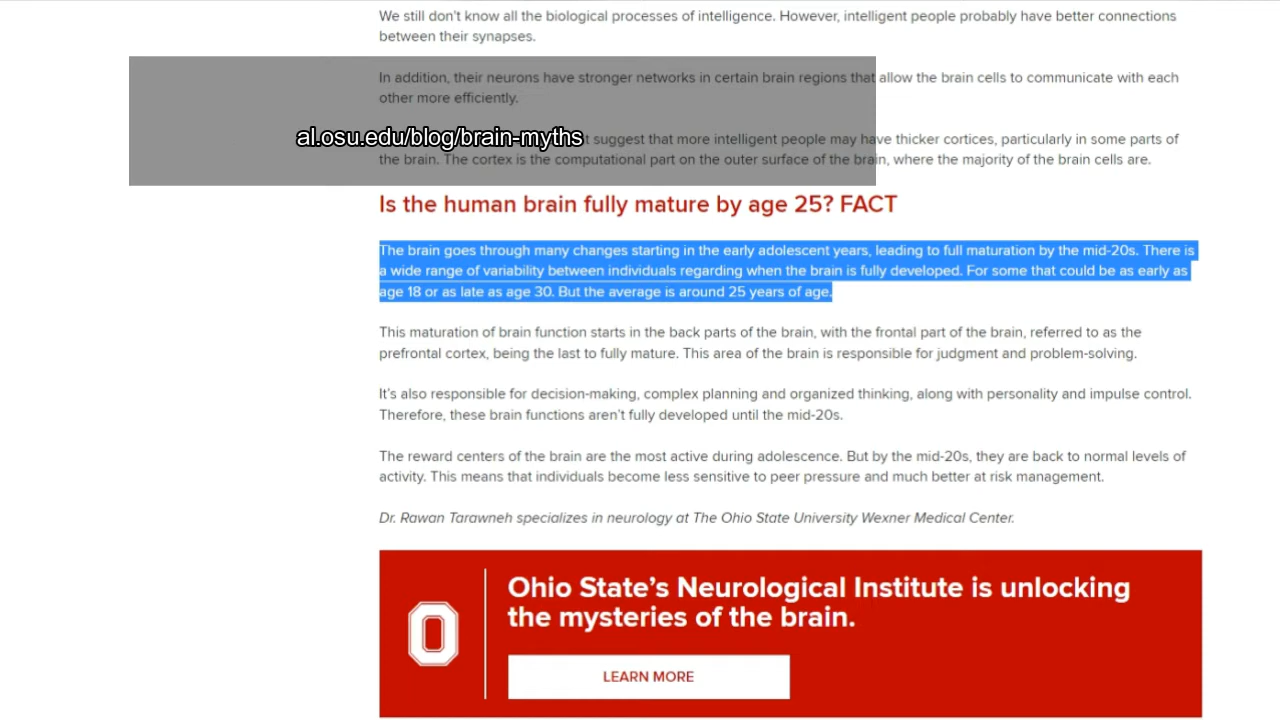 We still don't know all the biological processes of intelligence. However, intelligent people probably have better connections
between their synapses.
In addition, their neurons have stronger networks in certain brain regions that allow the brain cells to communicate with each
other more efficiently.
al.osu.edu/blog/brain-myths
suggest that more intelligent people may have thicker cortices, particularly in some parts of
the brain. The cortex is the computational part on the outer surface of the brain, where the majority of the brain cells are.
Is the human brain fully mature by age 25? FACT
The brain goes through many changes starting in the early adolescent years, leading to full maturation by the mid-20s. There is
a wide range of variability between individuals regarding when the brain is fully developed. For some that could be as early as
age 18 or as late as age 30. But the average is around 25 years of age.
This maturation of brain function starts in the back parts of the brain, with the frontal part of the brain, referred to as the
prefrontal cortex, being the last to fully mature. This area of the brain is responsible for judgment and problem-solving.
It's also responsible for decision-making, complex planning and organized thinking, along with personality and impulse control.
Therefore, these brain functions aren't fully developed until the mid-20s.
The reward centers of the brain are the most active during adolescence. But by the mid-20s, they are back to normal levels of
activity. This means that individuals become less sensitive to peer pressure and much better at risk management.
Dr. Rawan Tarawneh specializes in neurology at The Ohio State University Wexner Medical Center.
Ohio State's Neurological Institute is unlocking
the mysteries of the brain.
LEARN MORE